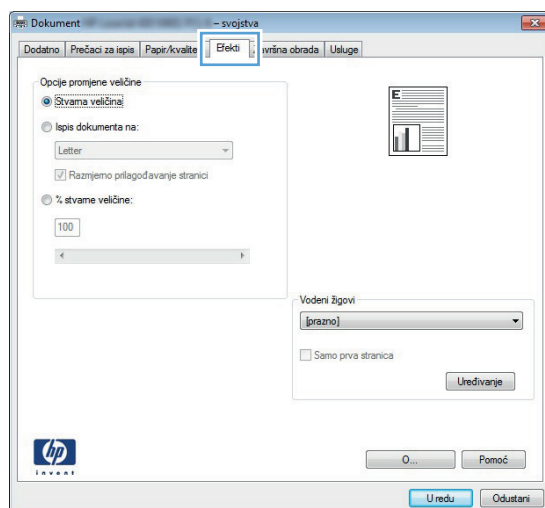 Dokument – svojstva
Dodatno Prečaci za ispis Papir/kvalite Efekti vršna obrada Usluge
Opcije promjene veličine
Stvarna veličina
E
Ispis dokumenta na:
Letter
Razmjerno prilagođavanje stranici
% stvarne veličine:
100
Vodeni žigovi
[prazno]
Samo prva stranica
Uređivanje
hp
invent
O... Pomoć
U redu Odustani